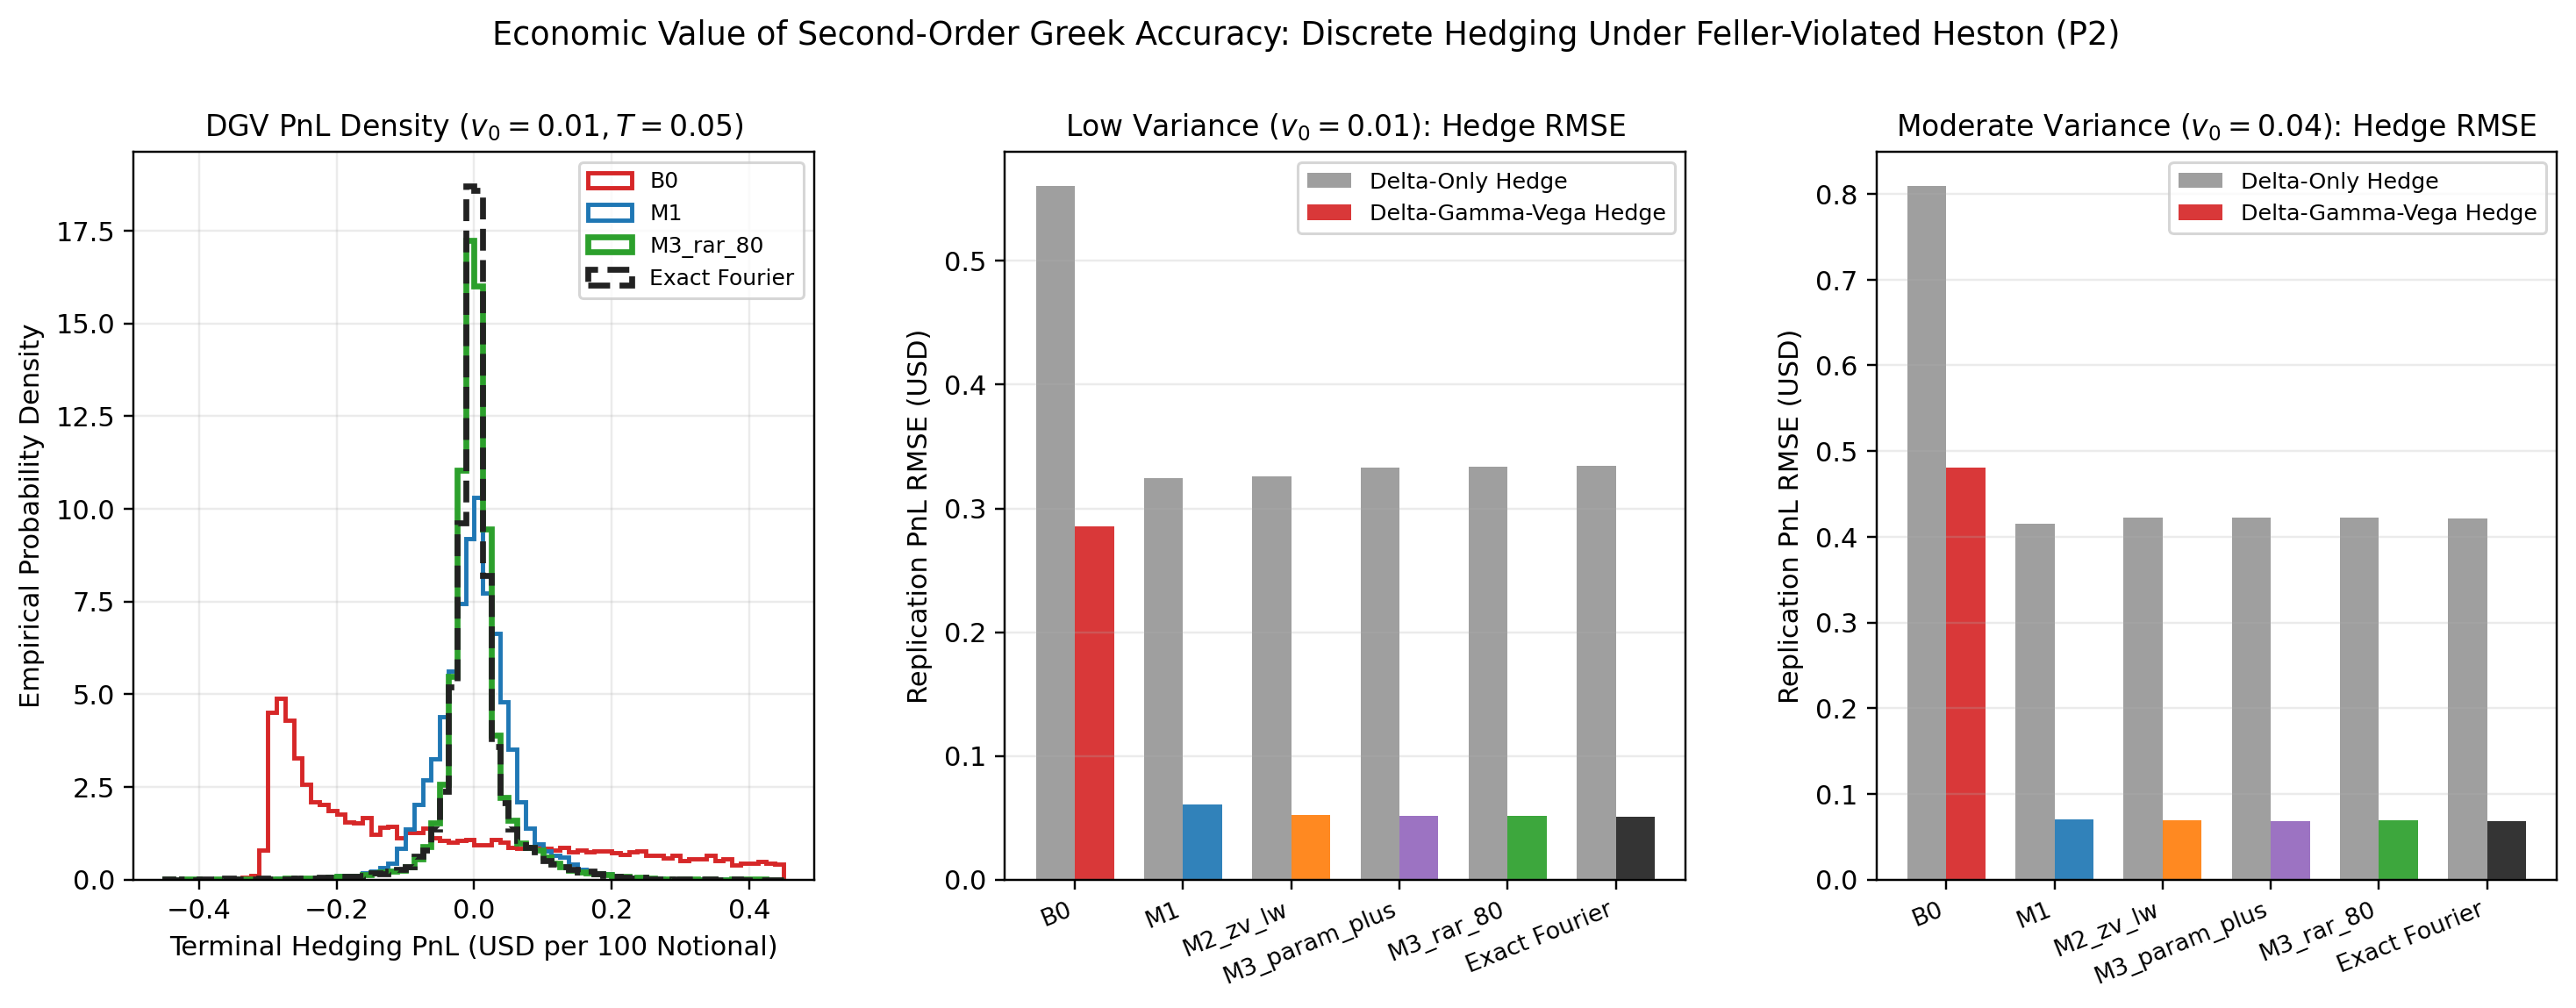 Economic Value of Second-Order Greek Accuracy: Discrete Hedging Under Feller-Violated Heston (P2)
DGV PnL Density (v₀ = 0.01, T = 0.05)
Empirical Probability Density
17.5
15.0
12.5
10.0
7.5
5.0
2.5
0.0
−0.4
−0.2
0.0
0.2
0.4
Terminal Hedging PnL (USD per 100 Notional)
B0
M1
M3_rar_80
Exact Fourier
Low Variance (v₀ = 0.01): Hedge RMSE
Replication PnL RMSE (USD)
0.5
0.4
0.3
0.2
0.1
0.0
Delta-Only Hedge
Delta-Gamma-Vega Hedge
B0
M1
M2_zv_lw
M3_param_plus
M3_rar_80
Exact Fourier
Moderate Variance (v₀ = 0.04): Hedge RMSE
Replication PnL RMSE (USD)
0.8
0.7
0.6
0.5
0.4
0.3
0.2
0.1
0.0
Delta-Only Hedge
Delta-Gamma-Vega Hedge
B0
M1
M2_zv_lw
M3_param_plus
M3_rar_80
Exact Fourier